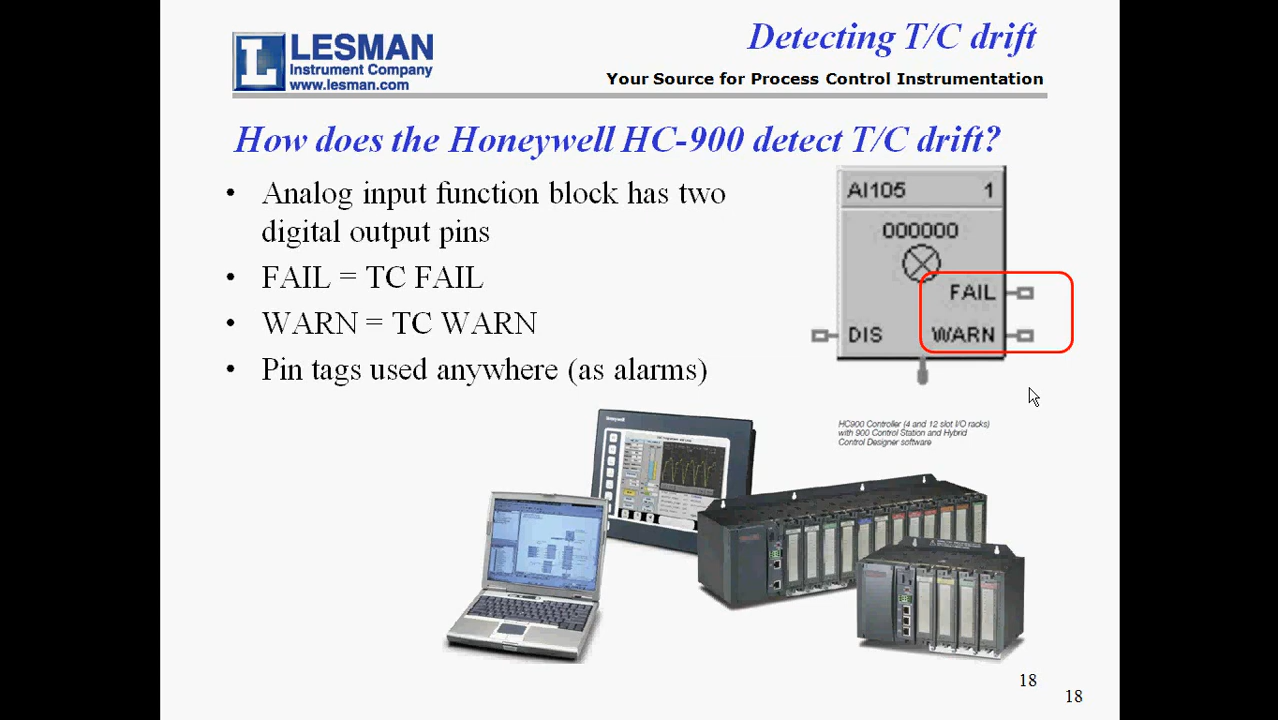 Detecting T/C drift
LESMAN
Instrument Company
www.lesman.com
Your Source for Process Control Instrumentation
How does the Honeywell HC-900 detect T/C drift?
• Analog input function block has two
digital output pins
• FAIL = TC FAIL
• WARN = TC WARN
• Pin tags used anywhere (as alarms)
AI105 1
000000
FAIL
DIS WARN
HC900 Controller (4 and 12 slot I/O racks)
with 900 Control Station and Hybrid
Control Designer software
Honeywell
18
18